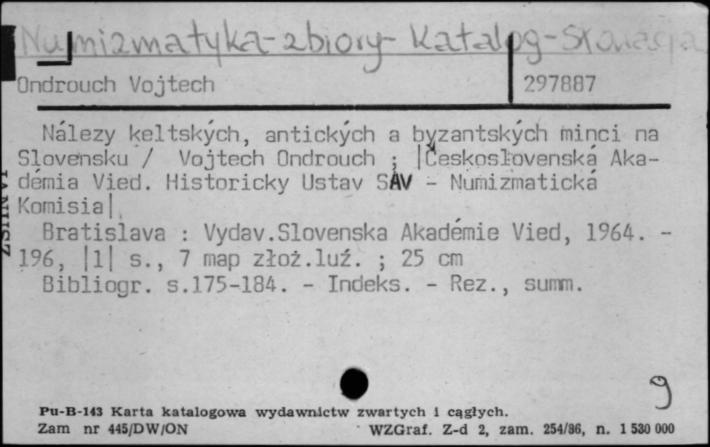 Numizmatyka - zbiory - Katalog - Słowacja
Ondrouch Vojtech 297887
Nálezy keltských, antických a byzantských minci na
Slovensku / Vojtech Ondrouch ; |Československá Aka-
démia Vied. Historicky Ustav SAV - Numizmatická
Komisia|.
Bratislava : Vydav.Slovenska Akadémie Vied, 1964. -
196, |1| s., 7 map złoż.luź. ; 25 cm
Bibliogr. s.175-184. - Indeks. - Rez., summ.
g
Pu-B-143 Karta katalogowa wydawnictw zwartych i ciągłych.
Zam nr 445/DW/ON WZGraf. Z-d 2, zam. 254/86, n. 1 530 000